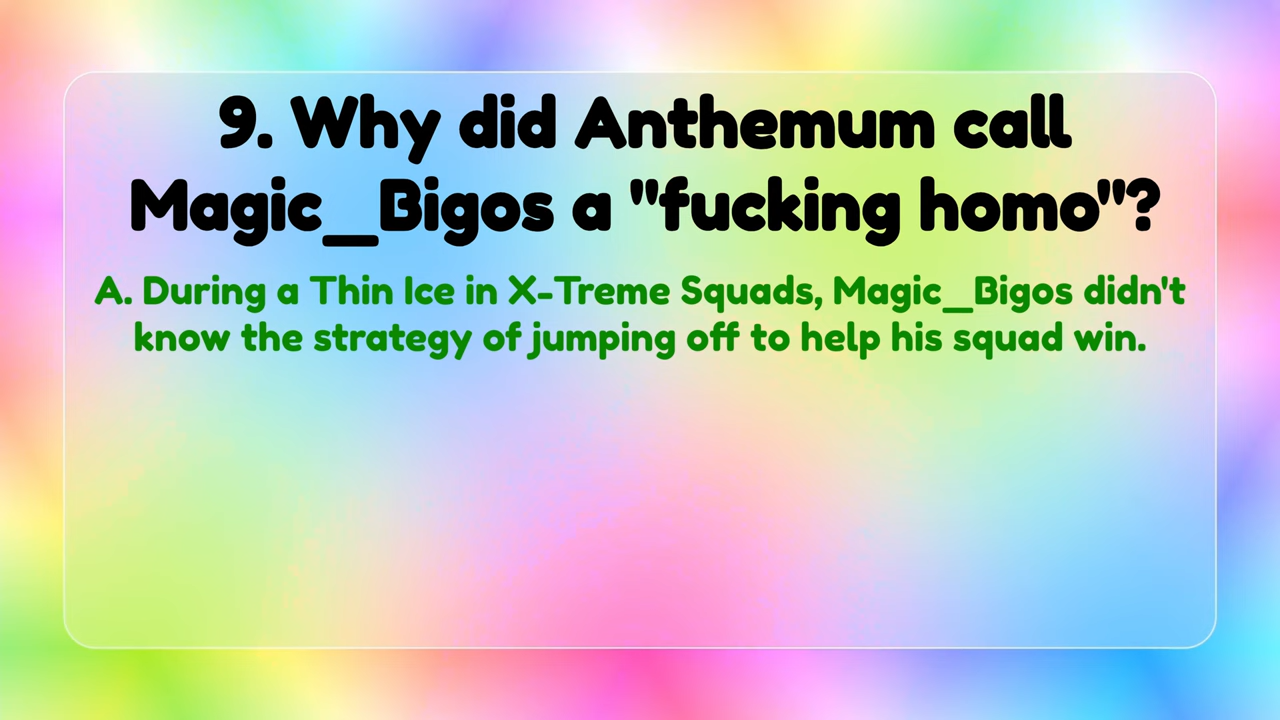 9. Why did Anthemum call
Magic_Bigos a "fucking homo"?
A. During a Thin Ice in X-Treme Squads, Magic_Bigos didn't
know the strategy of jumping off to help his squad win.